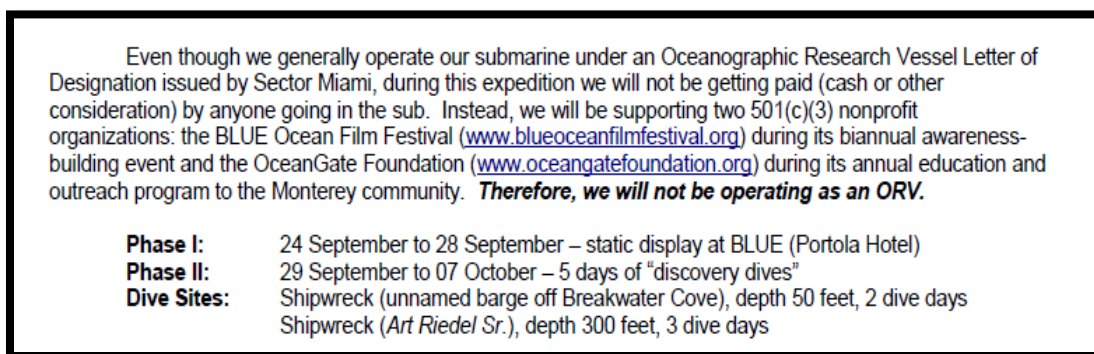 Even though we generally operate our submarine under an Oceanographic Research Vessel Letter of
Designation issued by Sector Miami, during this expedition we will not be getting paid (cash or other
consideration) by anyone going in the sub.  Instead, we will be supporting two 501(c)(3) nonprofit
organizations: the BLUE Ocean Film Festival (www.blueoceanfilmfestival.org) during its biannual awareness-
building event and the OceanGate Foundation (www.oceangatefoundation.org) during its annual education and
outreach program to the Monterey community.  Therefore, we will not be operating as an ORV.
Phase I: 24 September to 28 September – static display at BLUE (Portola Hotel)
Phase II: 29 September to 07 October – 5 days of “discovery dives”
Dive Sites: Shipwreck (unnamed barge off Breakwater Cove), depth 50 feet, 2 dive days
Shipwreck (Art Riedel Sr.), depth 300 feet, 3 dive days